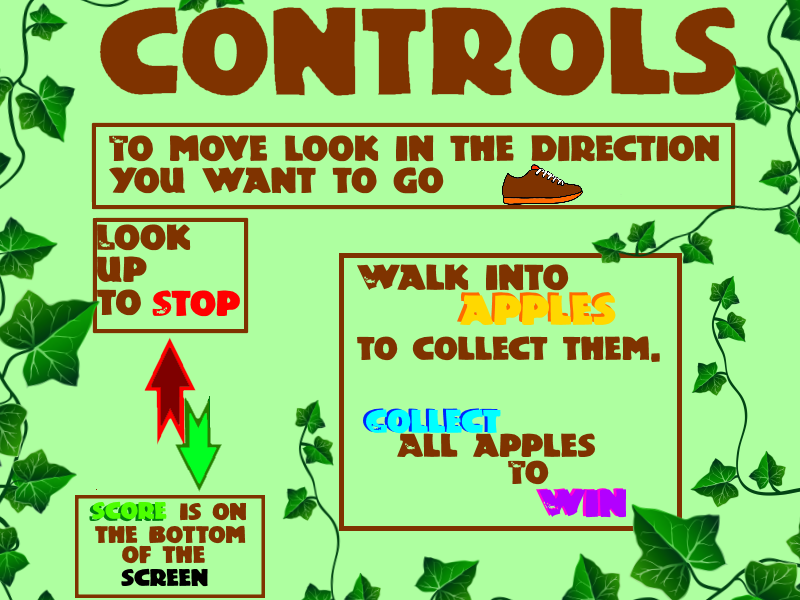 CONTROLS
TO MOVE LOOK IN THE DIRECTION
YOU WANT TO GO
LOOK
UP
TO STOP
WALK INTO
APPLES
TO COLLECT THEM.
COLLECT
ALL APPLES
TO
WIN
SCORE IS ON
THE BOTTOM
OF THE
SCREEN